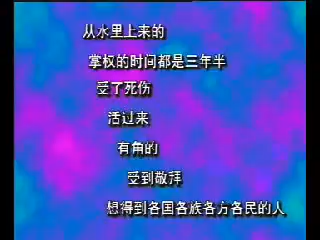 从水里上来的
掌权的时间都是三年半
受了死伤
活过来
有角的
受到敬拜
想得到各国各族各方各民的人